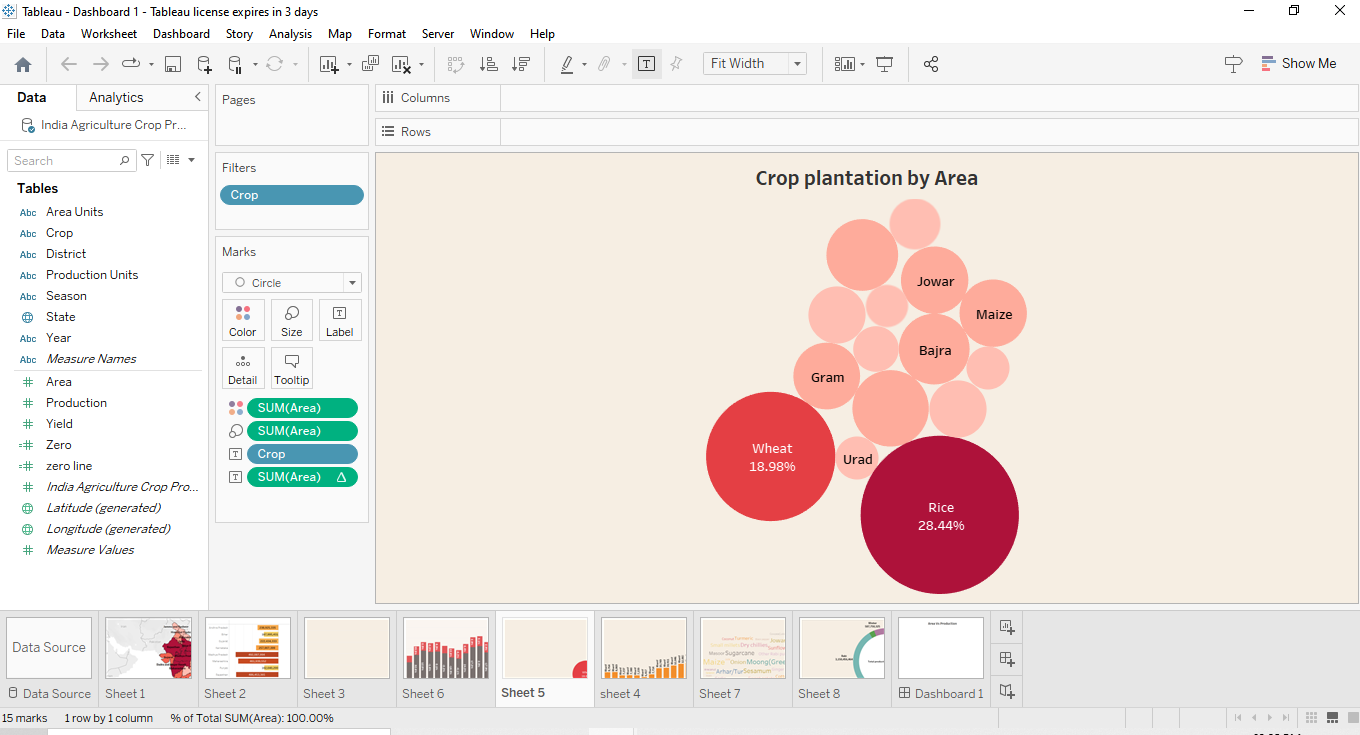 Tableau - Dashboard 1 - Tableau license expires in 3 days
File Data Worksheet Dashboard Story Analysis Map Format Server Window Help
Fit Width
Show Me
Data
Analytics
India Agriculture Crop Pr...
Search
Tables
Abc Area Units
Abc Crop
Abc District
Abc Production Units
Abc Season
State
Abc Year
Abc Measure Names
Area
Production
Yield
Zero
zero line
India Agriculture Crop Pro...
Latitude (generated)
Longitude (generated)
Measure Values
Pages
Filters
Crop
Marks
Circle
Color Size Label
Detail Tooltip
SUM(Area)
SUM(Area)
Crop
SUM(Area) Δ
Columns
Rows
Crop plantation by Area
Jowar
Maize
Bajra
Gram
Wheat
18.98%
Urad
Rice
28.44%
Data Source
Data Source
Sheet 1
Sheet 2
Sheet 3
Sheet 6
Sheet 5
sheet 4
Sugarcane
Moong(Gree
Arhar/Tur Sesamum
Sheet 7
Sheet 8
Dashboard 1
15 marks 1 row by 1 column % of Total SUM(Area): 100.00%